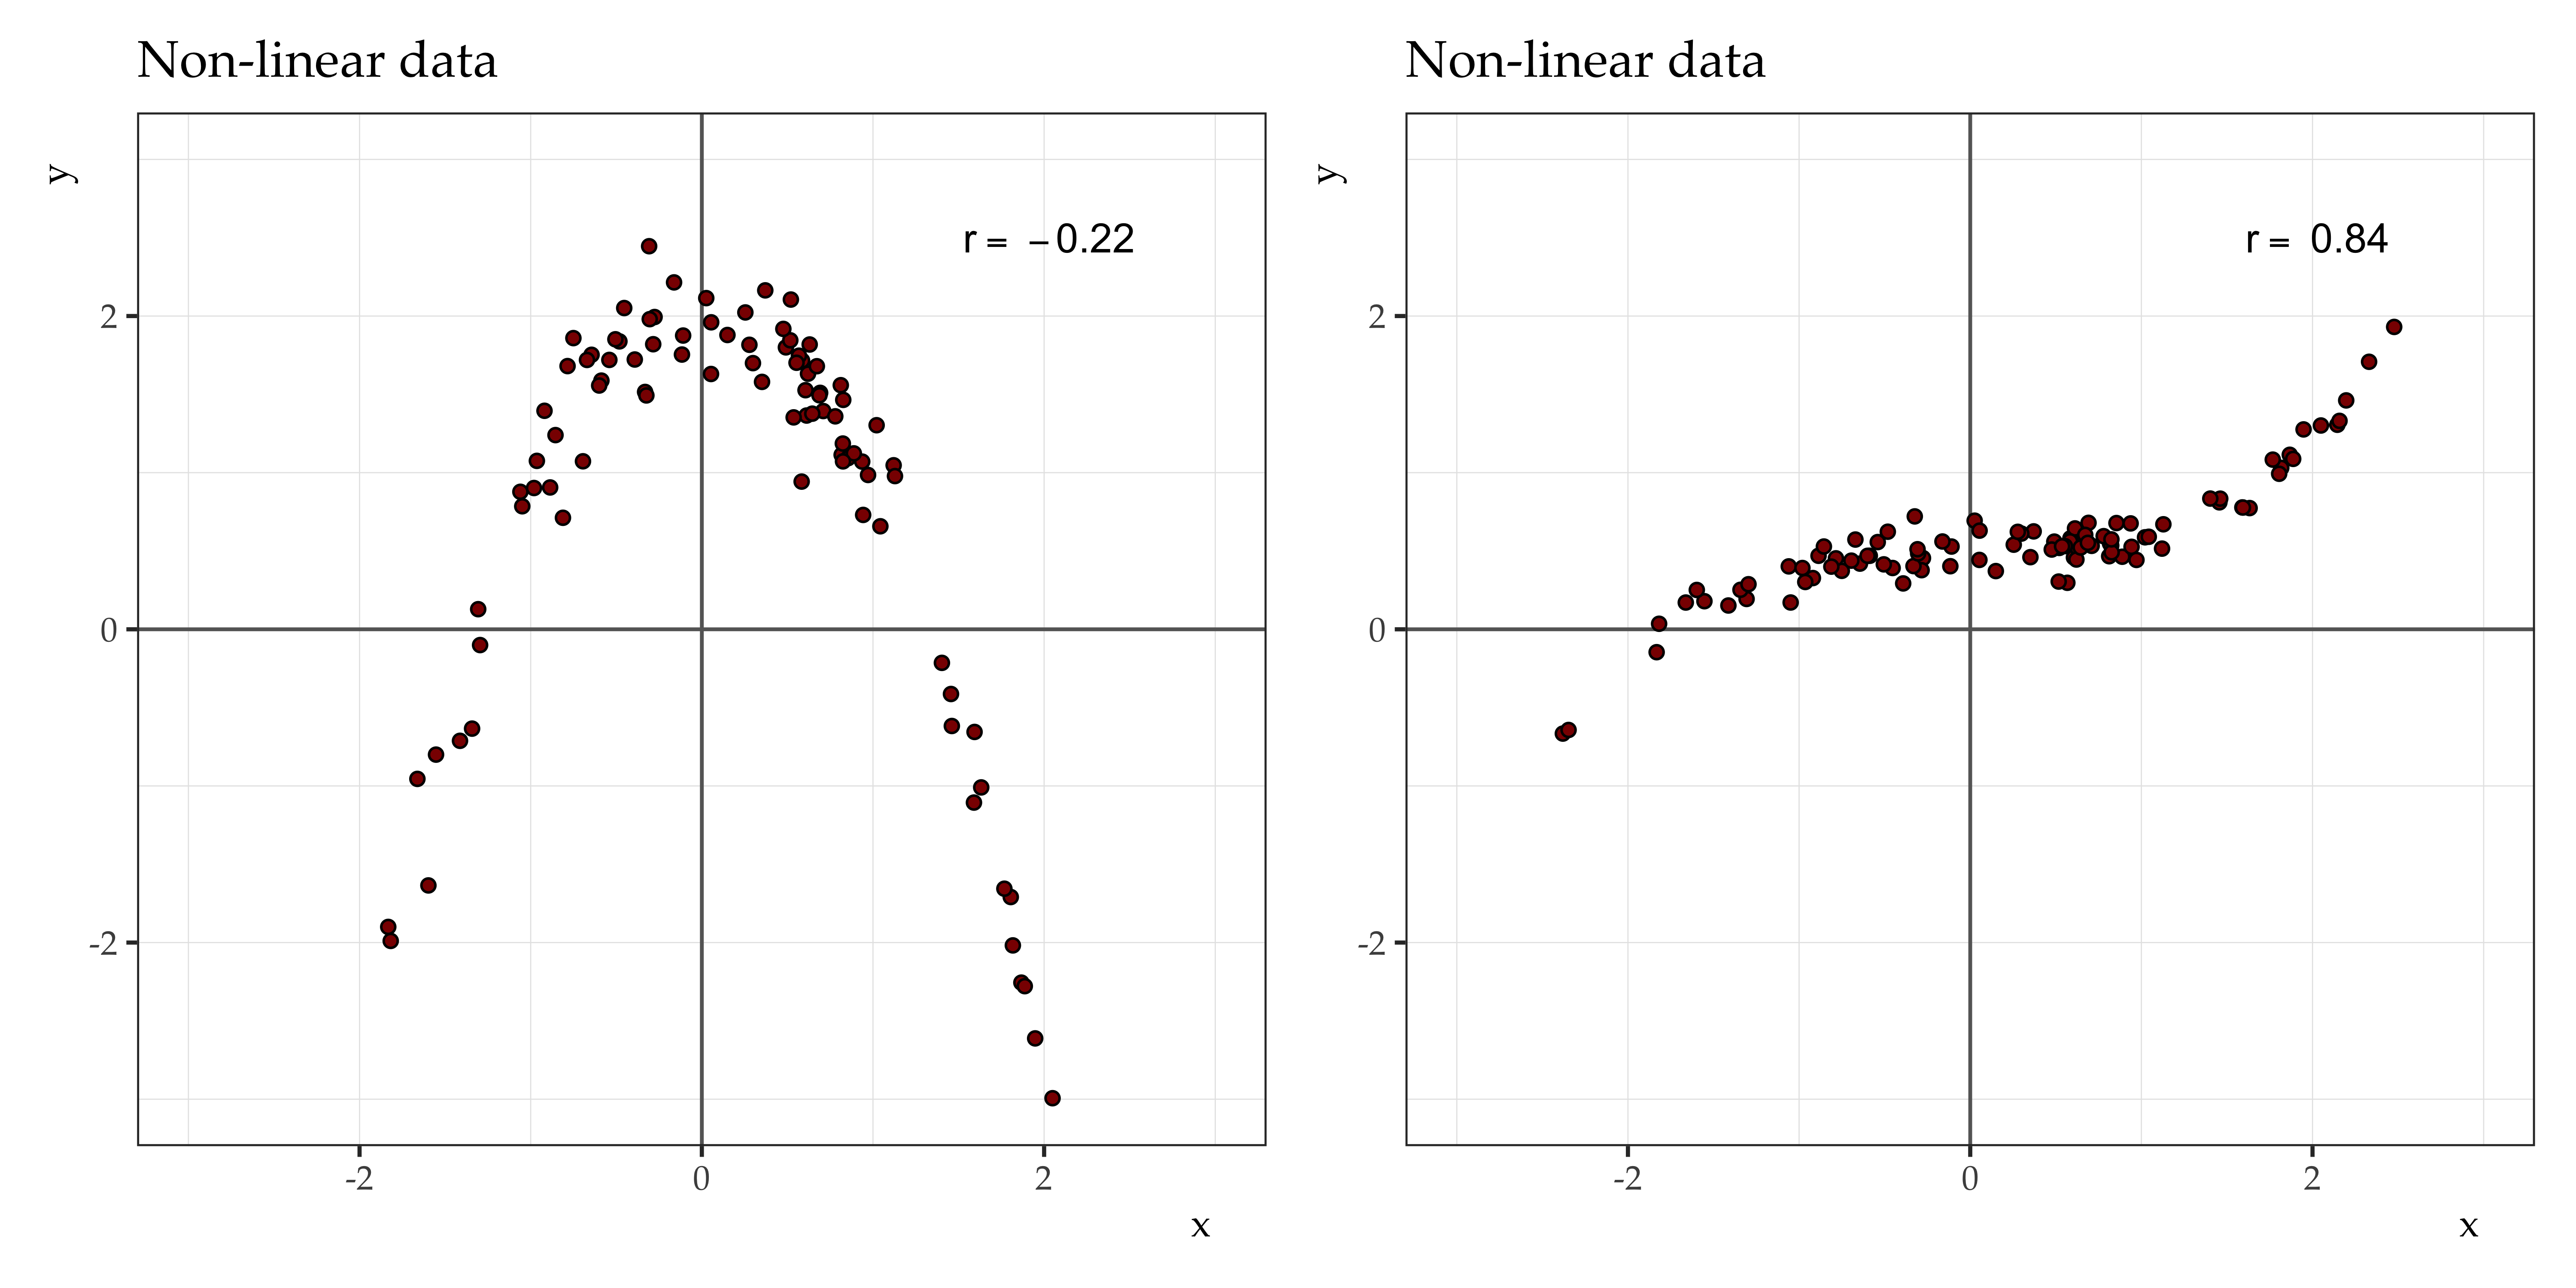 Non-linear data
y
r = −0.22
2
0
-2
-2 0 2
x
Non-linear data
y
r = 0.84
2
0
-2
-2 0 2
x